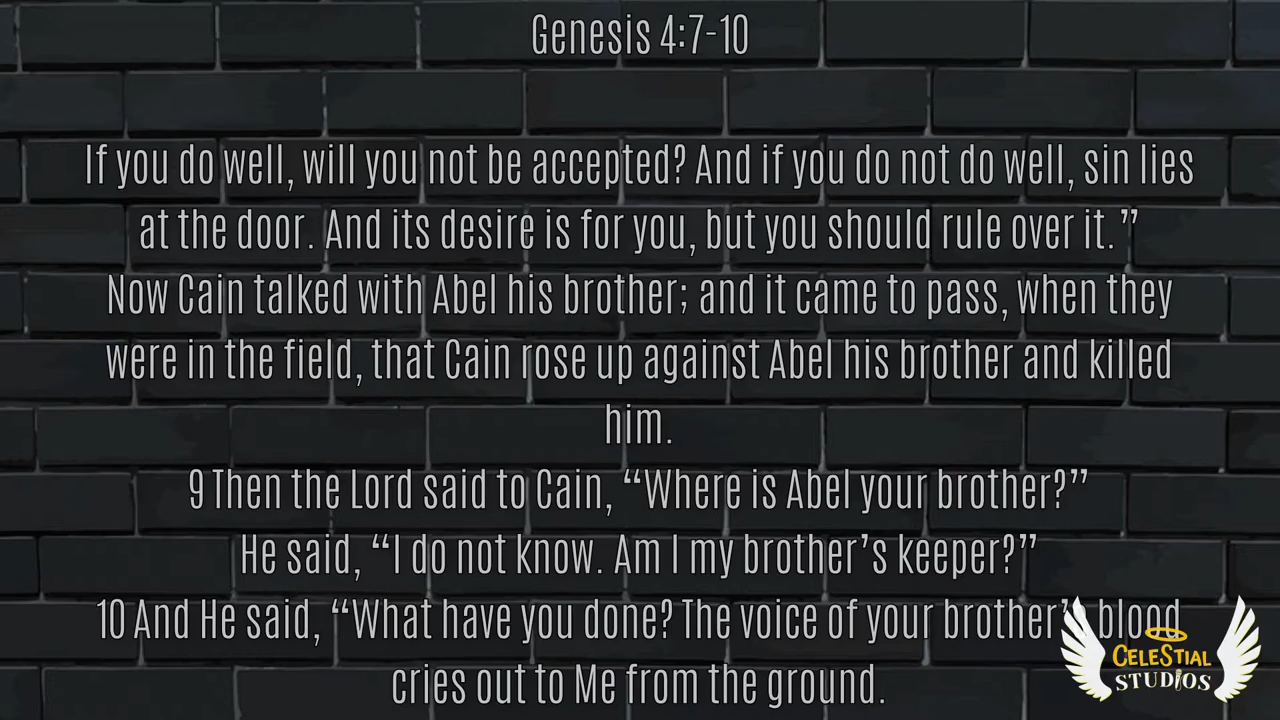 Genesis 4:7-10
If you do well, will you not be accepted? And if you do not do well, sin lies
at the door. And its desire is for you, but you should rule over it.”
Now Cain talked with Abel his brother; and it came to pass, when they
were in the field, that Cain rose up against Abel his brother and killed
him.
9 Then the Lord said to Cain, “Where is Abel your brother?”
He said, “I do not know. Am I my brother’s keeper?”
10 And He said, “What have you done? The voice of your brother’s blood
cries out to Me from the ground.
CELESTIAL
STUDIOS